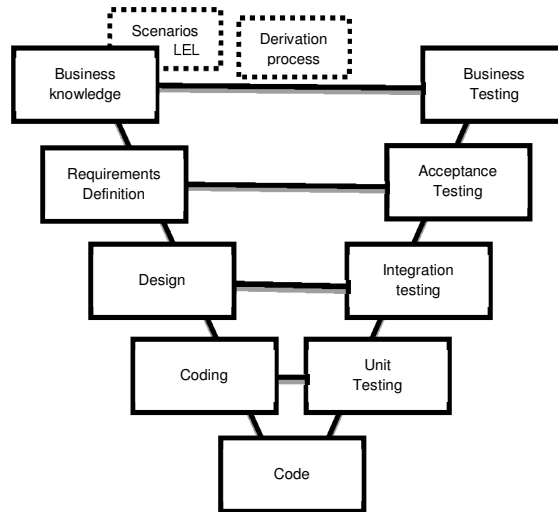 Scenarios
LEL
Derivation
process
Business
knowledge
Business
Testing
Requirements
Definition
Acceptance
Testing
Design
Integration
testing
Coding
Unit
Testing
Code